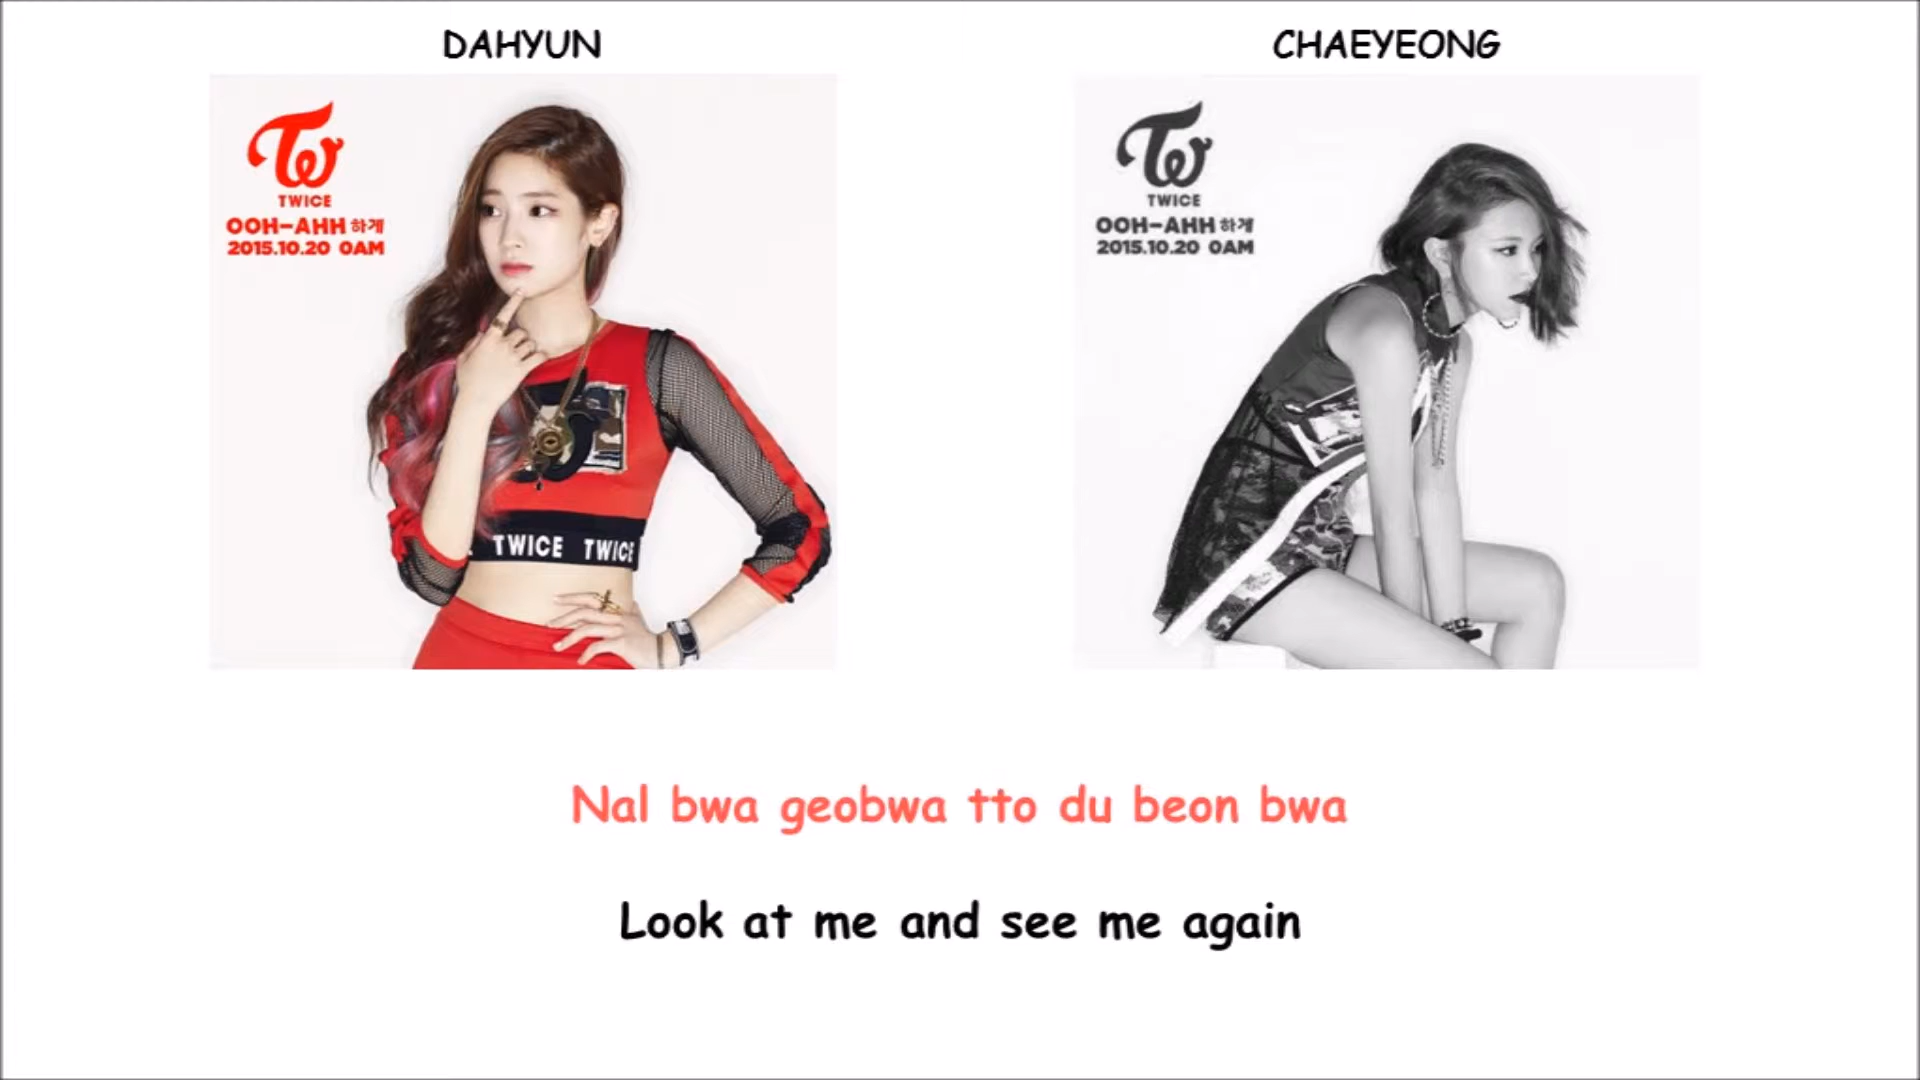 DAHYUN
CHAEYEONG
TWICE
OOH-AHH 하게
2015.10.20 0AM
TWICE TWICE
TWICE
OOH-AHH 하게
2015.10.20 0AM
Nal bwa geobwa tto du beon bwa
Look at me and see me again